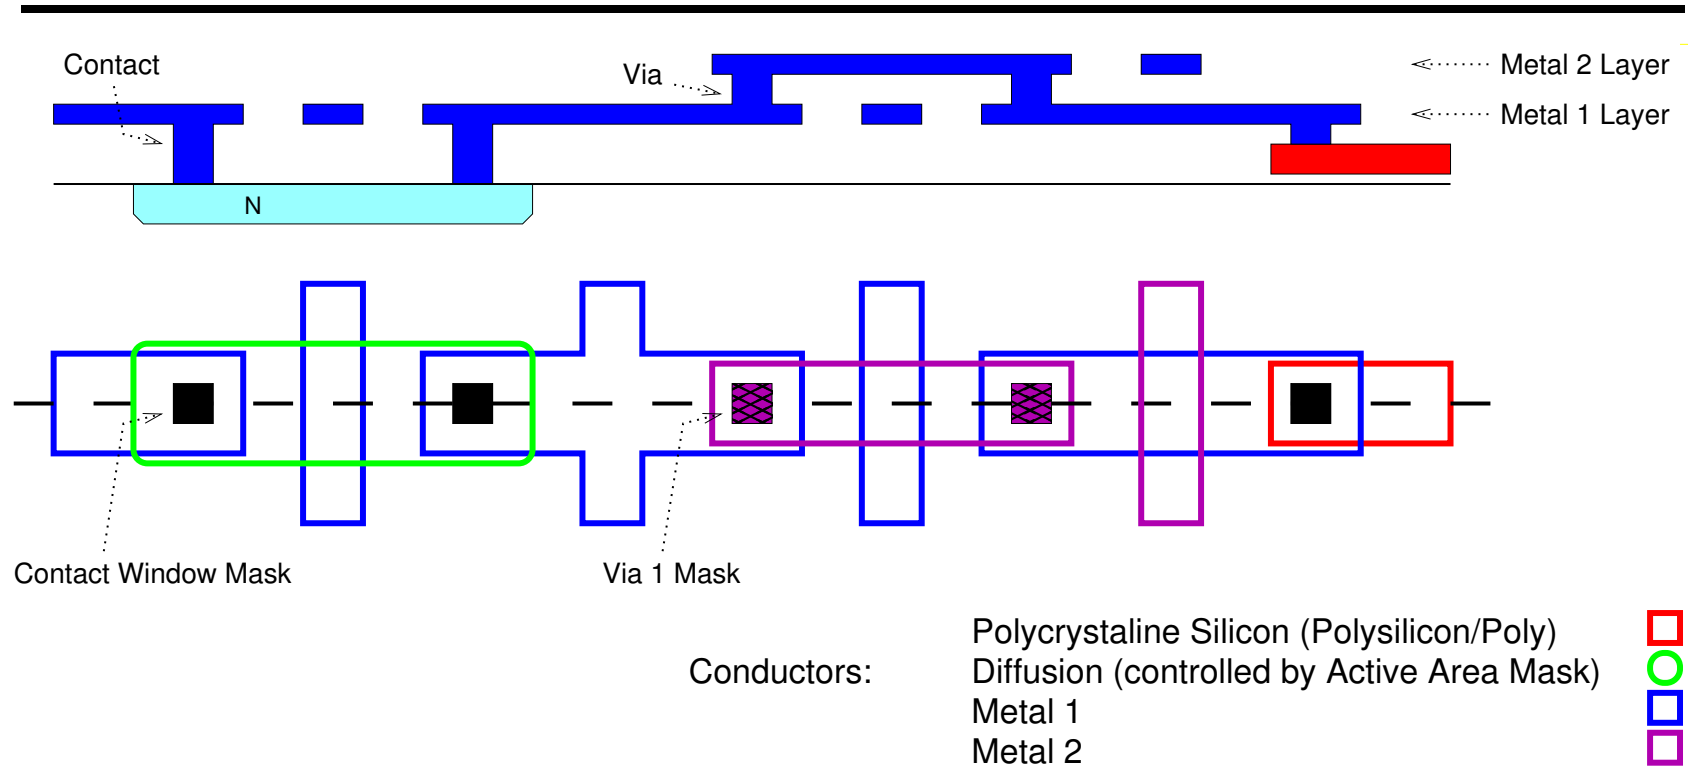 Contact
Via
Metal 2 Layer
Metal 1 Layer
N
Contact Window Mask
Via 1 Mask
Polycrystaline Silicon (Polysilicon/Poly)
Conductors: Diffusion (controlled by Active Area Mask)
Metal 1
Metal 2